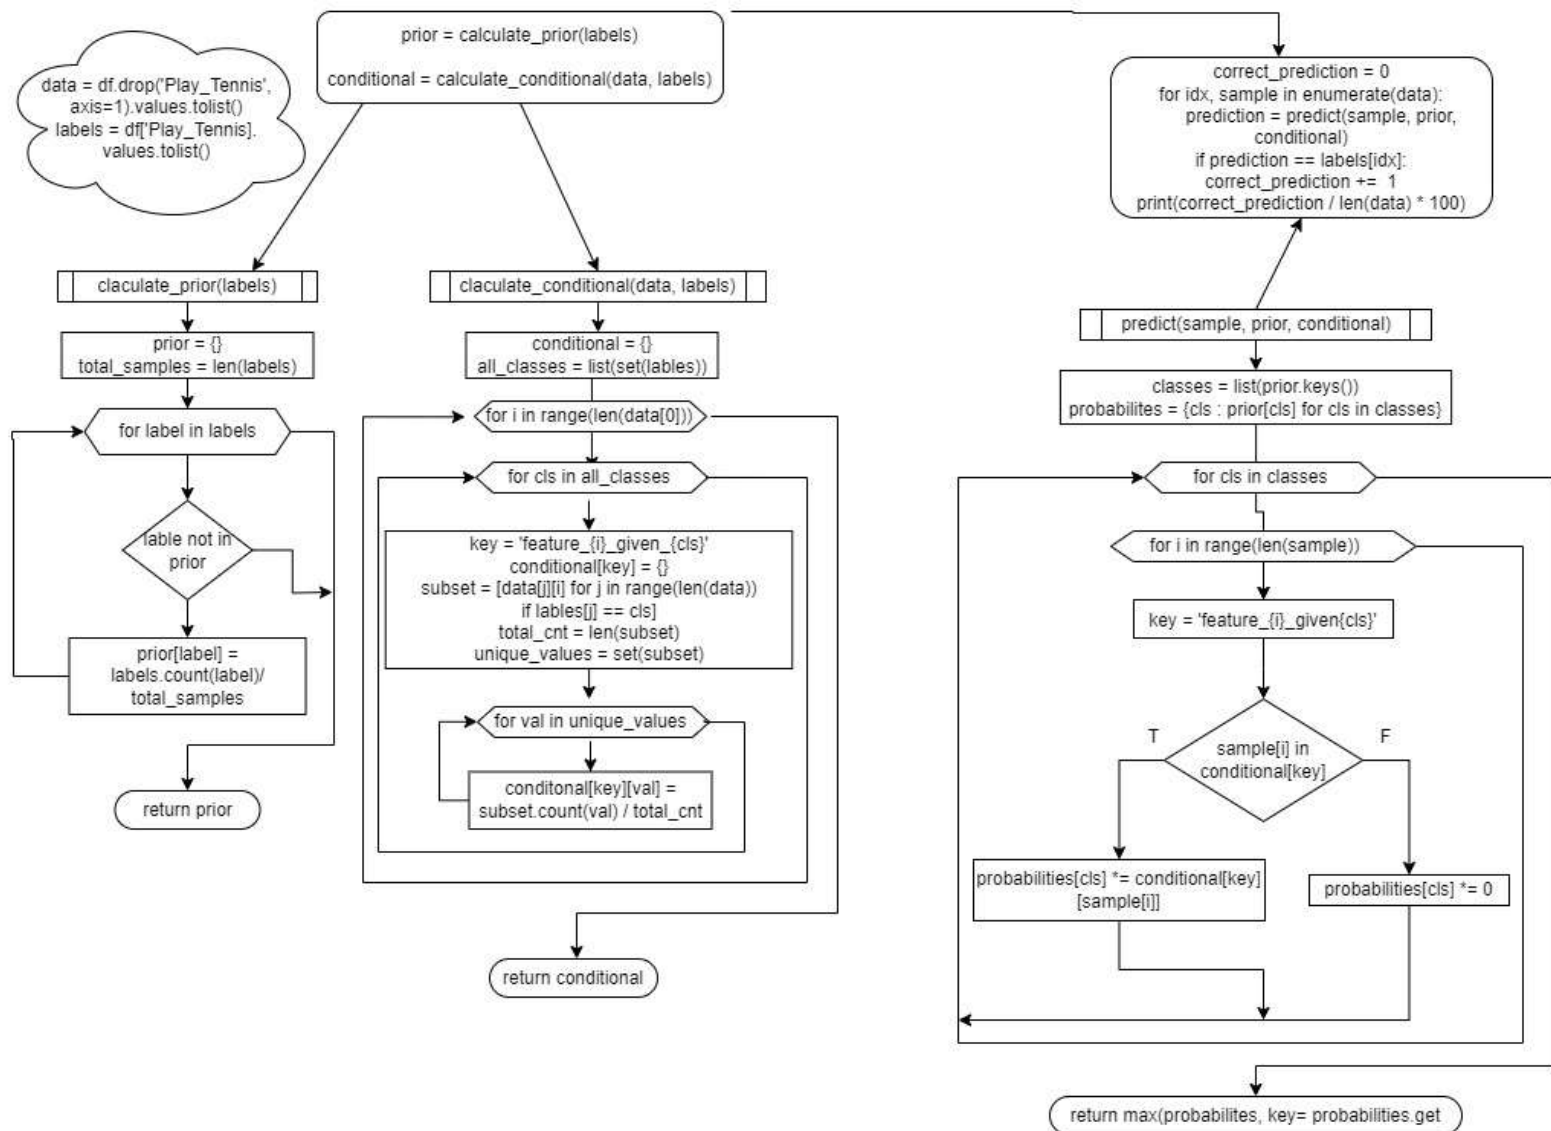 data = df.drop('Play_Tennis',
axis=1).values.tolist()
labels = df['Play_Tennis].
values.tolist()
prior = calculate_prior(labels)
conditional = calculate_conditional(data, labels)
correct_prediction = 0
for idx, sample in enumerate(data):
prediction = predict(sample, prior,
conditional)
if prediction == labels[idx]:
correct_prediction += 1
print(correct_prediction / len(data) * 100)
claculate_prior(labels)
prior = {}
total_samples = len(labels)
for label in labels
lable not in
prior
prior[label] =
labels.count(label)/
total_samples
return prior
claculate_conditional(data, labels)
conditional = {}
all_classes = list(set(lables))
for i in range(len(data[0]))
for cls in all_classes
key = 'feature_{i}_given_{cls}'
conditional[key] = {}
subset = [data[j][i] for j in range(len(data))
if lables[j] == cls]
total_cnt = len(subset)
unique_values = set(subset)
for val in unique_values
conditonal[key][val] =
subset.count(val) / total_cnt
return conditional
predict(sample, prior, conditional)
classes = list(prior.keys())
probabilites = {cls : prior[cls] for cls in classes}
for cls in classes
for i in range(len(sample))
key = 'feature_{i}_given{cls}'
sample[i] in
conditional[key]
T
F
probabilities[cls] *= conditional[key]
[sample[i]]
probabilities[cls] *= 0
return max(probabilites, key= probabilities.get